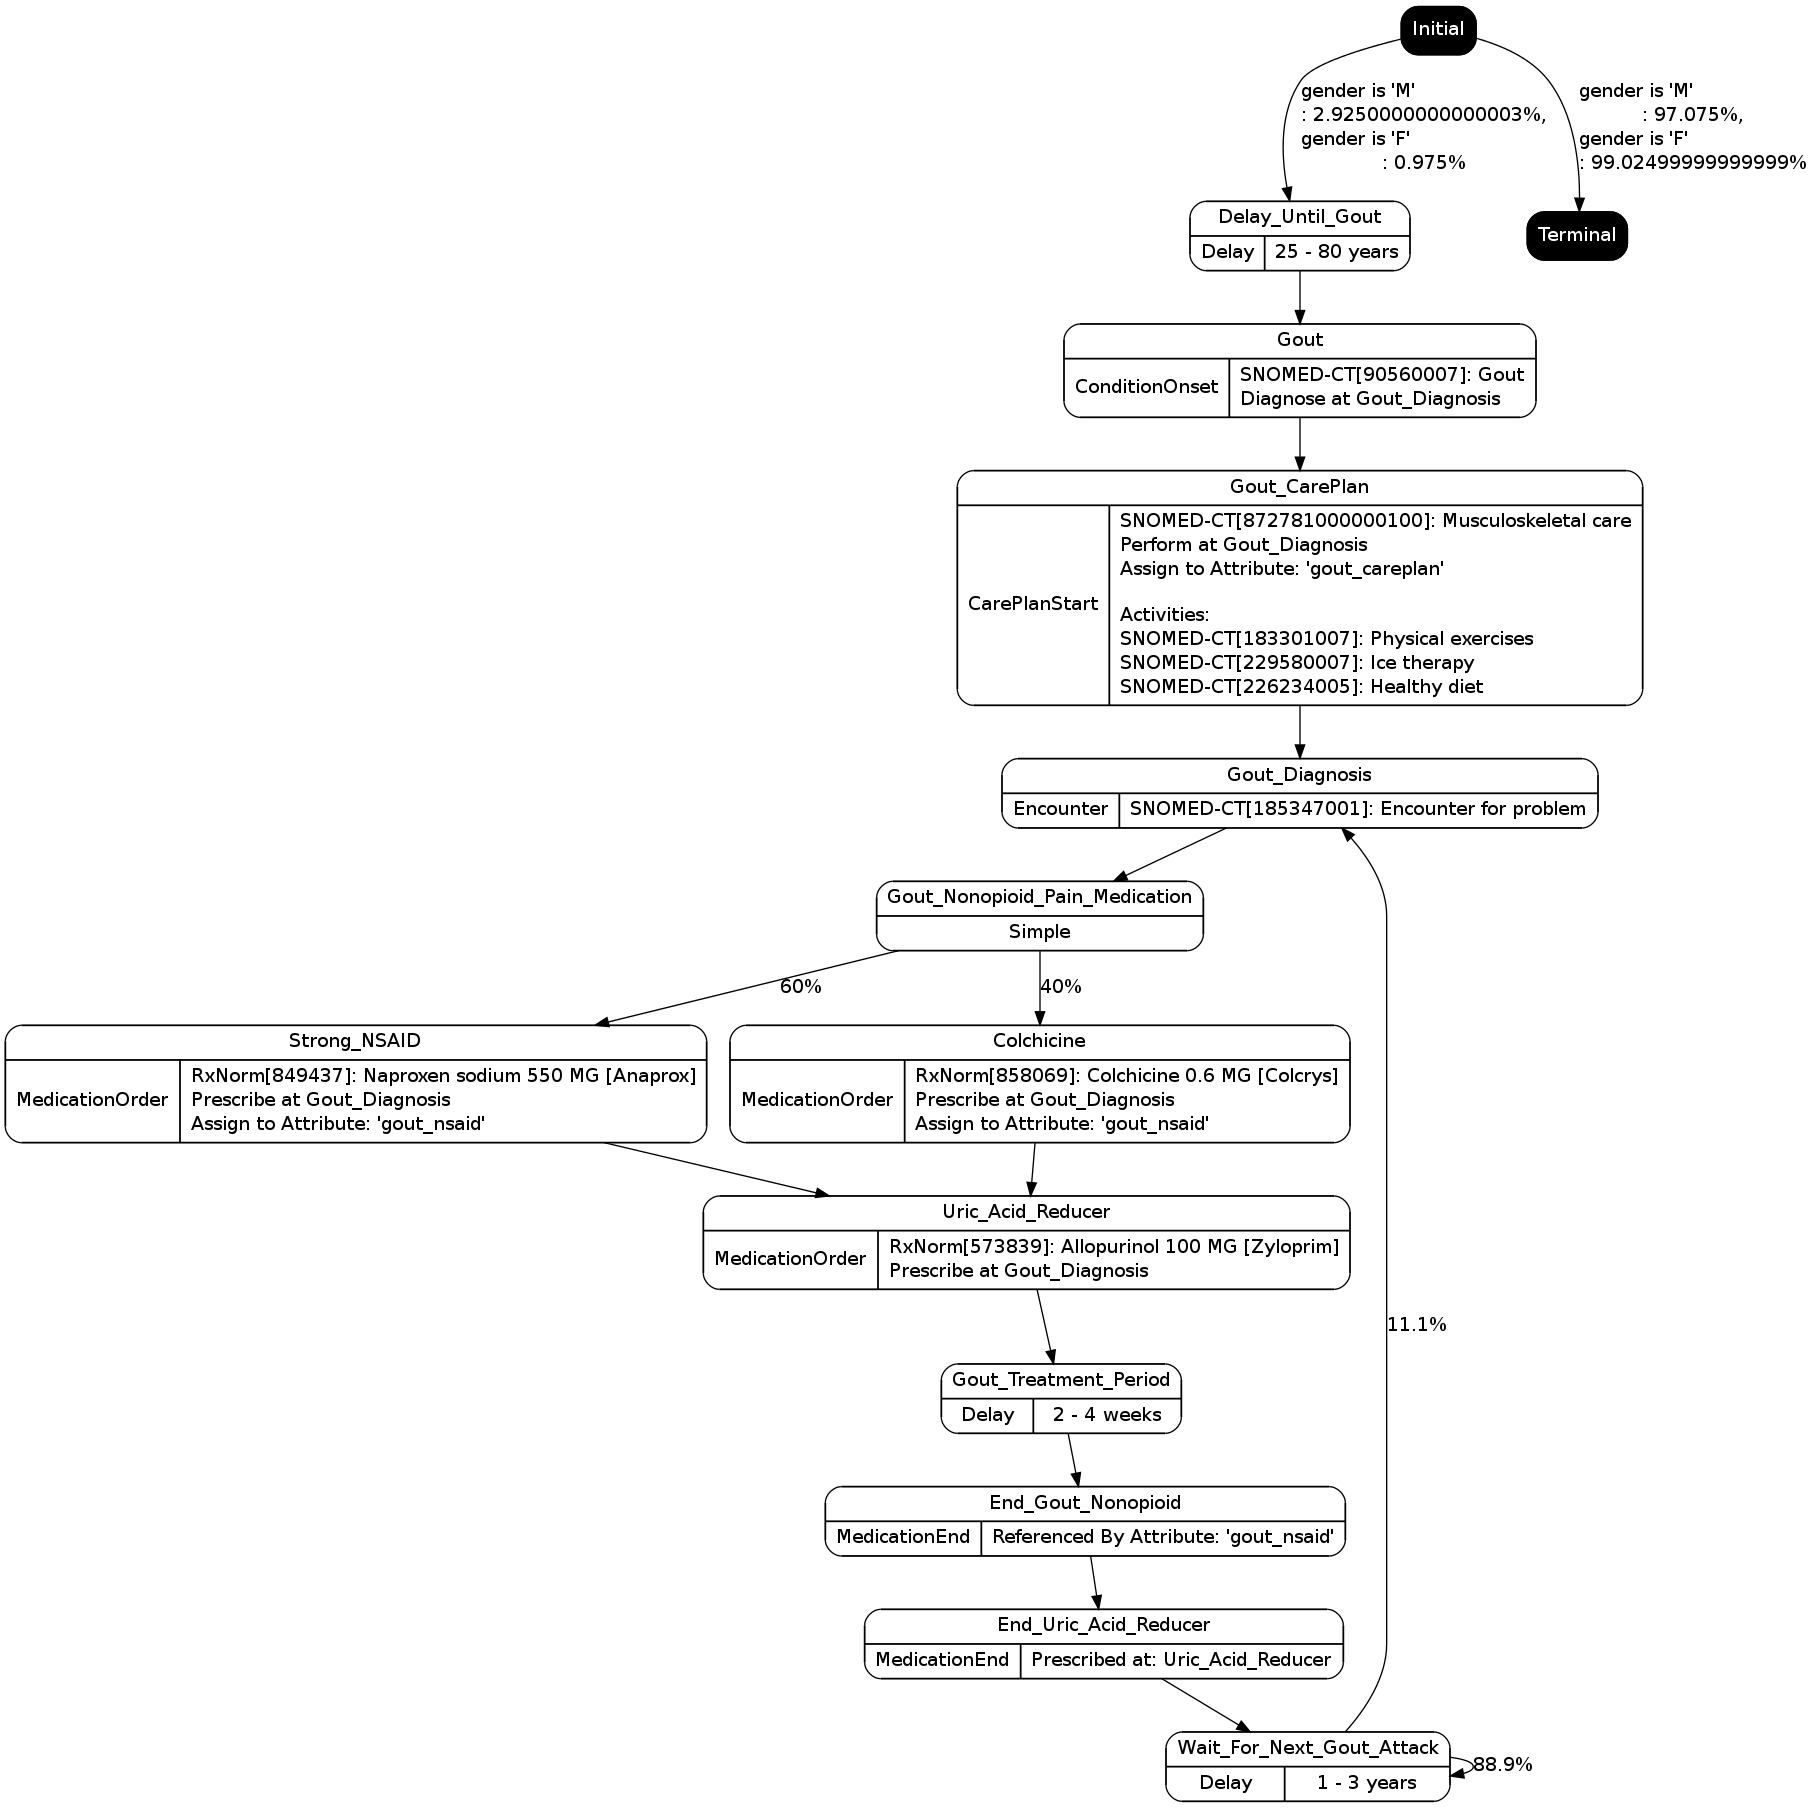 Initial
gender is 'M'
: 2.9250000000000003%,
gender is 'F'
: 0.975%
gender is 'M'
: 97.075%,
gender is 'F'
: 99.02499999999999%
Delay_Until_Gout
Delay
25 - 80 years
Terminal
Gout
ConditionOnset
SNOMED-CT[90560007]: Gout
Diagnose at Gout_Diagnosis
Gout_CarePlan
CarePlanStart
SNOMED-CT[872781000000100]: Musculoskeletal care
Perform at Gout_Diagnosis
Assign to Attribute: 'gout_careplan'
Activities:
SNOMED-CT[183301007]: Physical exercises
SNOMED-CT[229580007]: Ice therapy
SNOMED-CT[226234005]: Healthy diet
Gout_Diagnosis
Encounter
SNOMED-CT[185347001]: Encounter for problem
Gout_Nonopioid_Pain_Medication
Simple
60%
40%
Strong_NSAID
MedicationOrder
RxNorm[849437]: Naproxen sodium 550 MG [Anaprox]
Prescribe at Gout_Diagnosis
Assign to Attribute: 'gout_nsaid'
Colchicine
MedicationOrder
RxNorm[858069]: Colchicine 0.6 MG [Colcrys]
Prescribe at Gout_Diagnosis
Assign to Attribute: 'gout_nsaid'
Uric_Acid_Reducer
MedicationOrder
RxNorm[573839]: Allopurinol 100 MG [Zyloprim]
Prescribe at Gout_Diagnosis
11.1%
Gout_Treatment_Period
Delay
2 - 4 weeks
End_Gout_Nonopioid
MedicationEnd
Referenced By Attribute: 'gout_nsaid'
End_Uric_Acid_Reducer
MedicationEnd
Prescribed at: Uric_Acid_Reducer
Wait_For_Next_Gout_Attack
Delay
1 - 3 years
88.9%